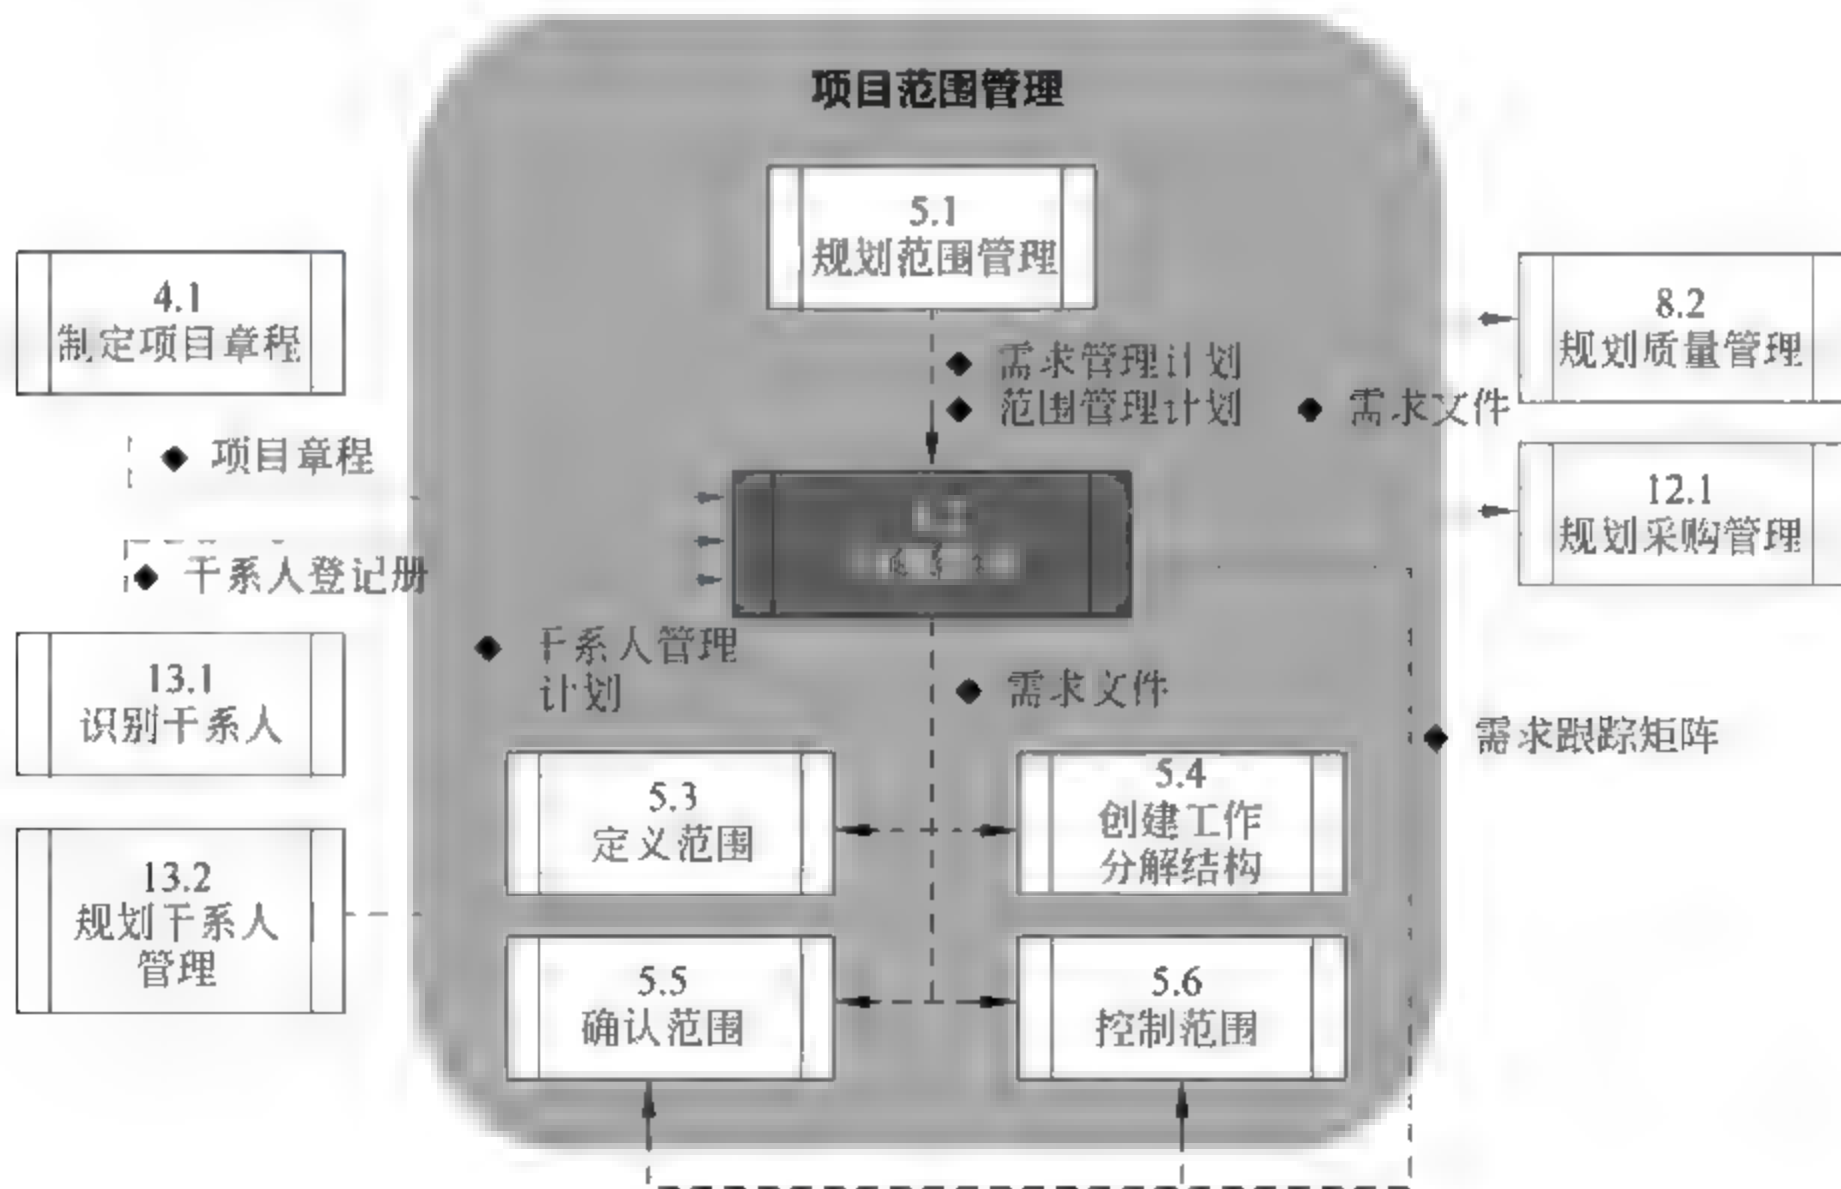 项目范围管理
5.1
规划范围管理
4.1
制定项目章程
8.2
规划质量管理
需求管理计划
范围管理计划
需求文件
项目章程
12.1
规划采购管理
干系人登记册
干系人管理
计划
需求文件
13.1
识别干系人
需求跟踪矩阵
5.3
定义范围
5.4
创建工作
分解结构
13.2
规划干系人
管理
5.5
确认范围
5.6
控制范围